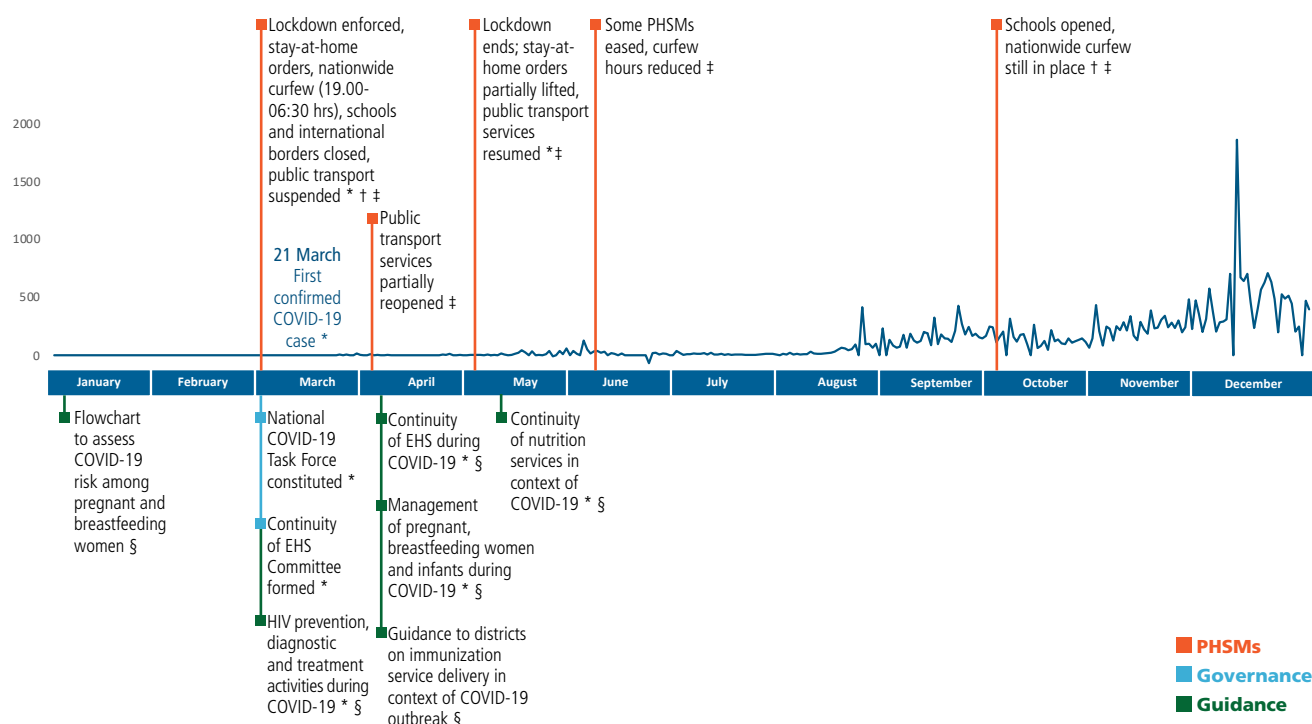 Lockdown enforced,
stay-at-home
orders, nationwide
curfew (19.00-
06:30 hrs), schools
and international
borders closed,
public transport
suspended * † ‡
Lockdown
ends; stay-at-
home orders
partially lifted,
public transport
services
resumed *‡
Some PHSMs
eased, curfew
hours reduced ‡
Schools opened,
nationwide curfew
still in place † ‡
Public
transport
services
partially
reopened ‡
21 March
First
confirmed
COVID-19
case *
2000
1500
1000
500
0
January
February
March
April
May
June
July
August
September
October
November
December
Flowchart
to assess
COVID-19
risk among
pregnant and
breastfeeding
women §
National
COVID-19
Task Force
constituted *
Continuity
of EHS
Committee
formed *
HIV prevention,
diagnostic
and treatment
activities during
COVID-19 * §
Continuity
of EHS during
COVID-19 * §
Management
of pregnant,
breastfeeding women
and infants during
COVID-19 * §
Guidance to districts
on immunization
service delivery in
context of COVID-19
outbreak §
Continuity
of nutrition
services in
context of
COVID-19 * §
PHSMs
Governance
Guidance